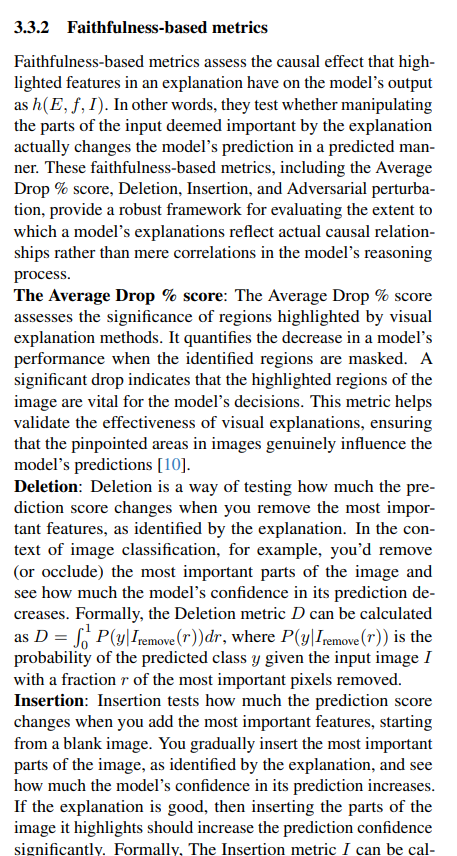 3.3.2 Faithfulness-based metrics
Faithfulness-based metrics assess the causal effect that high-
lighted features in an explanation have on the model's output
as h(E, f, I). In other words, they test whether manipulating
the parts of the input deemed important by the explanation
actually changes the model's prediction in a predicted man-
ner. These faithfulness-based metrics, including the Average
Drop % score, Deletion, Insertion, and Adversarial perturba-
tion, provide a robust framework for evaluating the extent to
which a model's explanations reflect actual causal relation-
ships rather than mere correlations in the model's reasoning
process.
The Average Drop % score: The Average Drop % score
assesses the significance of regions highlighted by visual
explanation methods. It quantifies the decrease in a model's
performance when the identified regions are masked. A
significant drop indicates that the highlighted regions of the
image are vital for the model's decisions. This metric helps
validate the effectiveness of visual explanations, ensuring
that the pinpointed areas in images genuinely influence the
model's predictions [10].
Deletion: Deletion is a way of testing how much the pre-
diction score changes when you remove the most impor-
tant features, as identified by the explanation. In the con-
text of image classification, for example, you'd remove
(or occlude) the most important parts of the image and
see how much the model's confidence in its prediction de-
creases. Formally, the Deletion metric D can be calculated
as D = ∫₀¹ P(y|I_remove(r))dr, where P(y|I_remove(r)) is the
probability of the predicted class y given the input image I
with a fraction r of the most important pixels removed.
Insertion: Insertion tests how much the prediction score
changes when you add the most important features, starting
from a blank image. You gradually insert the most important
parts of the image, as identified by the explanation, and see
how much the model's confidence in its prediction increases.
If the explanation is good, then inserting the parts of the
image it highlights should increase the prediction confidence
significantly. Formally, The Insertion metric I can be cal-